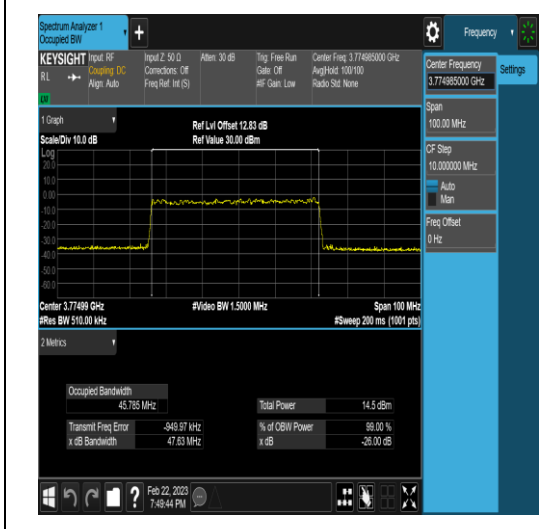 Spectrum Analyzer 1
Occupied BW
+
Frequency
KEYSIGHT
Input: RF
Coupling: DC
Align: Auto
Input Z: 50 Ω
Corrections: Off
Freq Ref: Int (S)
Atten: 30 dB
Trig: Free Run
Gate: Off
#IF Gain: Low
Center Freq: 3.774985000 GHz
Avg|Hold: 100/100
Radio Std: None
R L
LXI
Center Frequency
3.774985000 GHz
Settings
Span
100.00 MHz
CF Step
10.000000 MHz
Auto
Man
Freq Offset
0 Hz
1 Graph
Scale/Div 10.0 dB
Ref Lvl Offset 12.83 dB
Ref Value 30.00 dBm
Log
20.0
10.0
0.00
-10.0
-20.0
-30.0
-40.0
-50.0
-60.0
Center 3.77499 GHz
#Video BW 1.5000 MHz
Span 100 MHz
#Res BW 510.00 kHz
#Sweep 200 ms (1001 pts)
2 Metrics
Occupied Bandwidth
45.785 MHz
Total Power 14.5 dBm
Transmit Freq Error -949.97 kHz
% of OBW Power 99.00 %
x dB Bandwidth 47.63 MHz
x dB -26.00 dB
?
Feb 22, 2023
7:49:44 PM